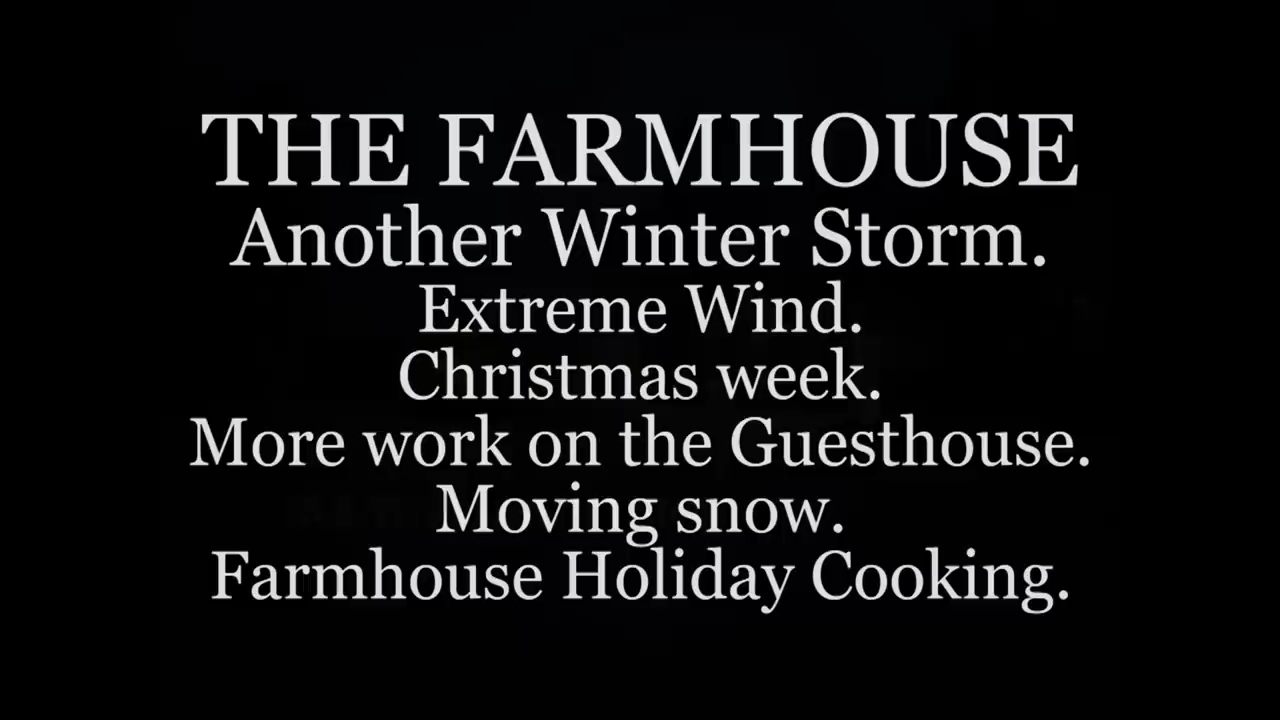 THE FARMHOUSE
Another Winter Storm.
Extreme Wind.
Christmas week.
More work on the Guesthouse.
Moving snow.
Farmhouse Holiday Cooking.